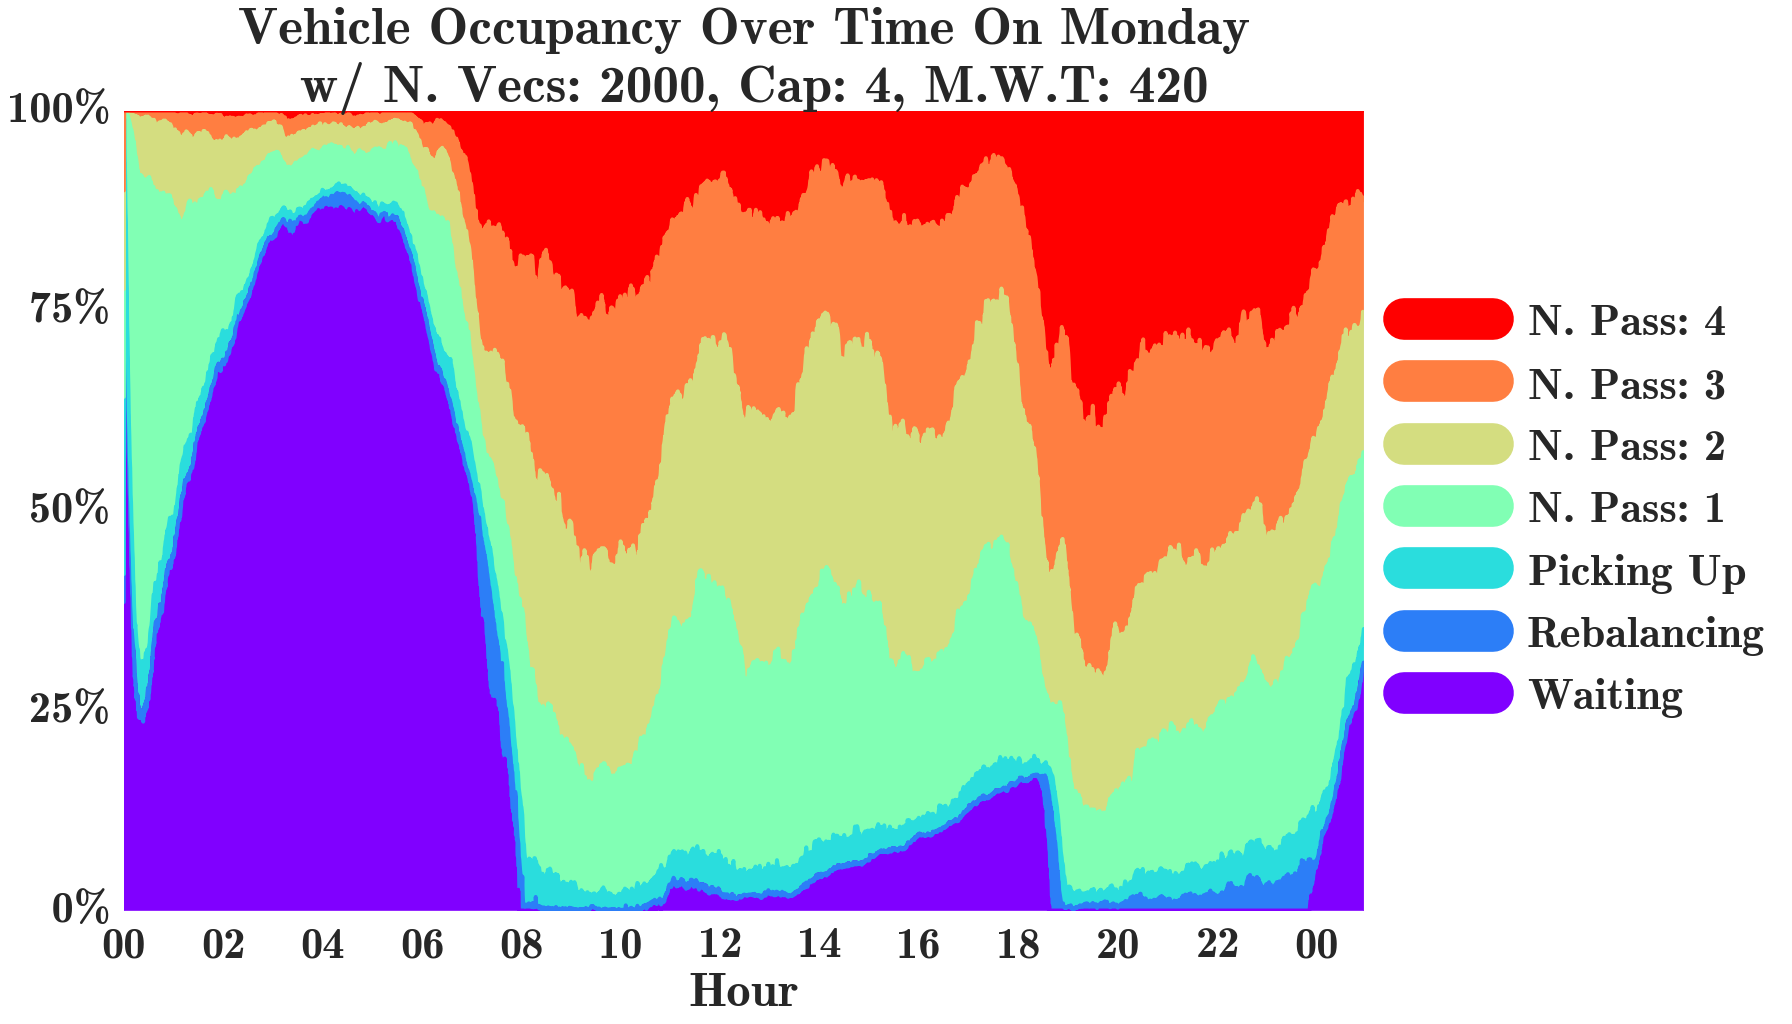 Vehicle Occupancy Over Time On Monday
w/ N. Vecs: 2000, Cap: 4, M.W.T: 420
100%
75%
50%
25%
0%
00 02 04 06 08 10 12 14 16 18 20 22 00
Hour
N. Pass: 4
N. Pass: 3
N. Pass: 2
N. Pass: 1
Picking Up
Rebalancing
Waiting